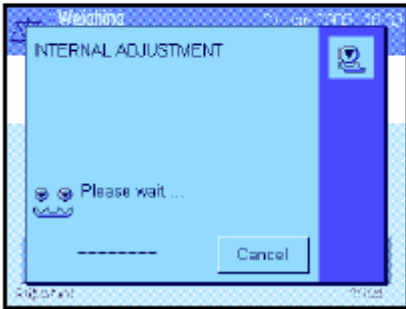 Weighing
INTERNAL ADJUSTMENT
Please wait ...
--------
Cancel